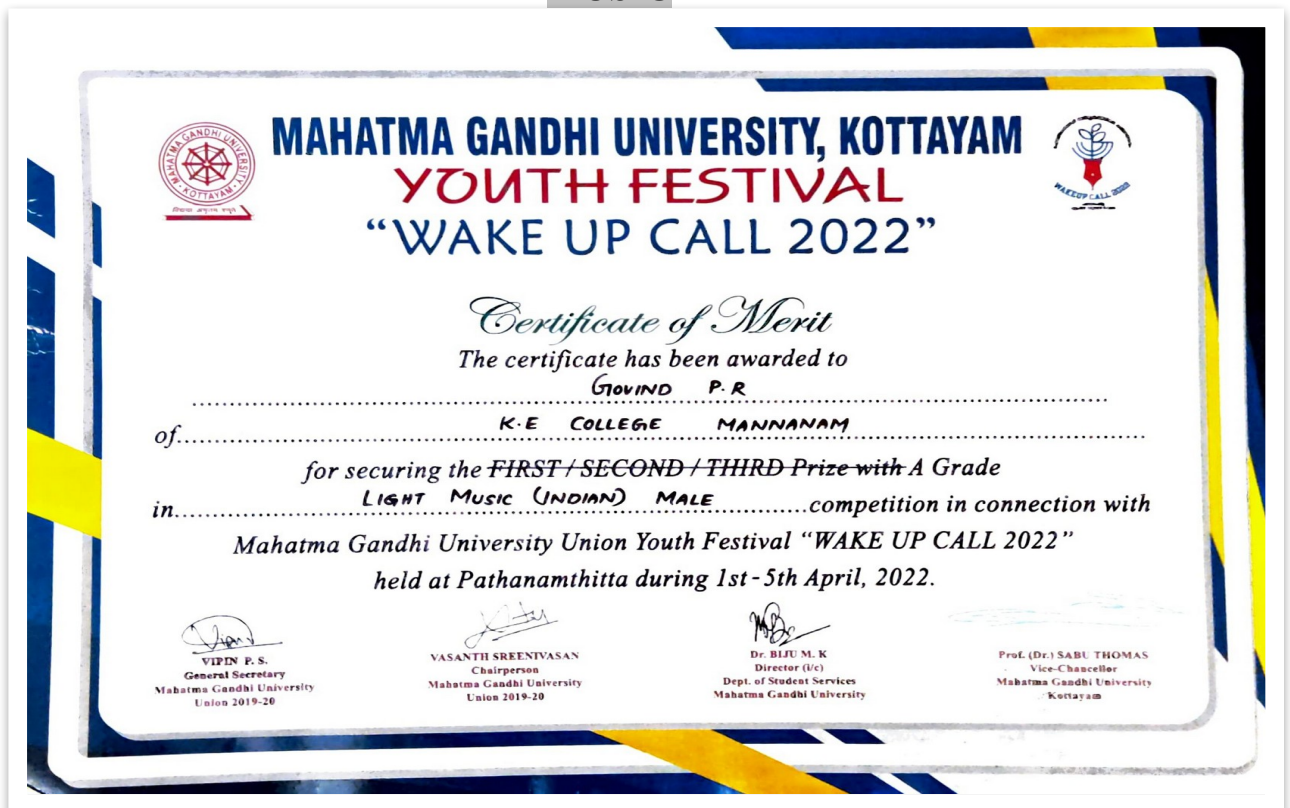 MAHATMA GANDHI UNIVERSITY, KOTTAYAM
YOUTH FESTIVAL
“WAKE UP CALL 2022”
MAHATMA GANDHI UNIVERSITY
KOTTAYAM
WAKEUP CALL 2022
Certificate of Merit
The certificate has been awarded to
GOVIND P.R
of K.E COLLEGE MANNANAM
for securing the FIRST / SECOND / THIRD Prize with A Grade
in LIGHT MUSIC (INDIAN) MALE competition in connection with
Mahatma Gandhi University Union Youth Festival “WAKE UP CALL 2022”
held at Pathanamthitta during 1st-5th April, 2022.
VIPIN P. S.
General Secretary
Mahatma Gandhi University
Union 2019-20
VASANTH SREENIVASAN
Chairperson
Mahatma Gandhi University
Union 2019-20
Dr. BIJU M. K
Director (i/c)
Dept. of Student Services
Mahatma Gandhi University
Prof. (Dr.) SABU THOMAS
Vice-Chancellor
Mahatma Gandhi University
Kottayam